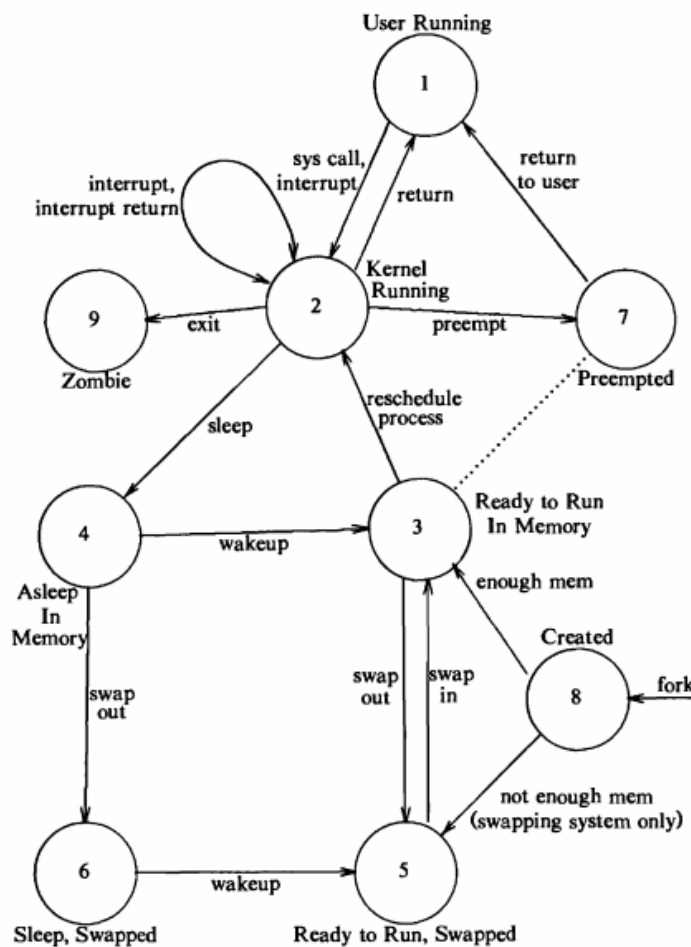 User Running
1
sys call,
interrupt
return
return
to user
interrupt,
interrupt return
Kernel
Running
2
9
exit
Zombie
preempt
7
Preempted
reschedule
process
sleep
4
wakeup
3
Ready to Run
In Memory
Asleep
In
Memory
enough mem
Created
8
fork
swap
out
swap
out
swap
in
not enough mem
(swapping system only)
6
wakeup
5
Sleep, Swapped
Ready to Run, Swapped